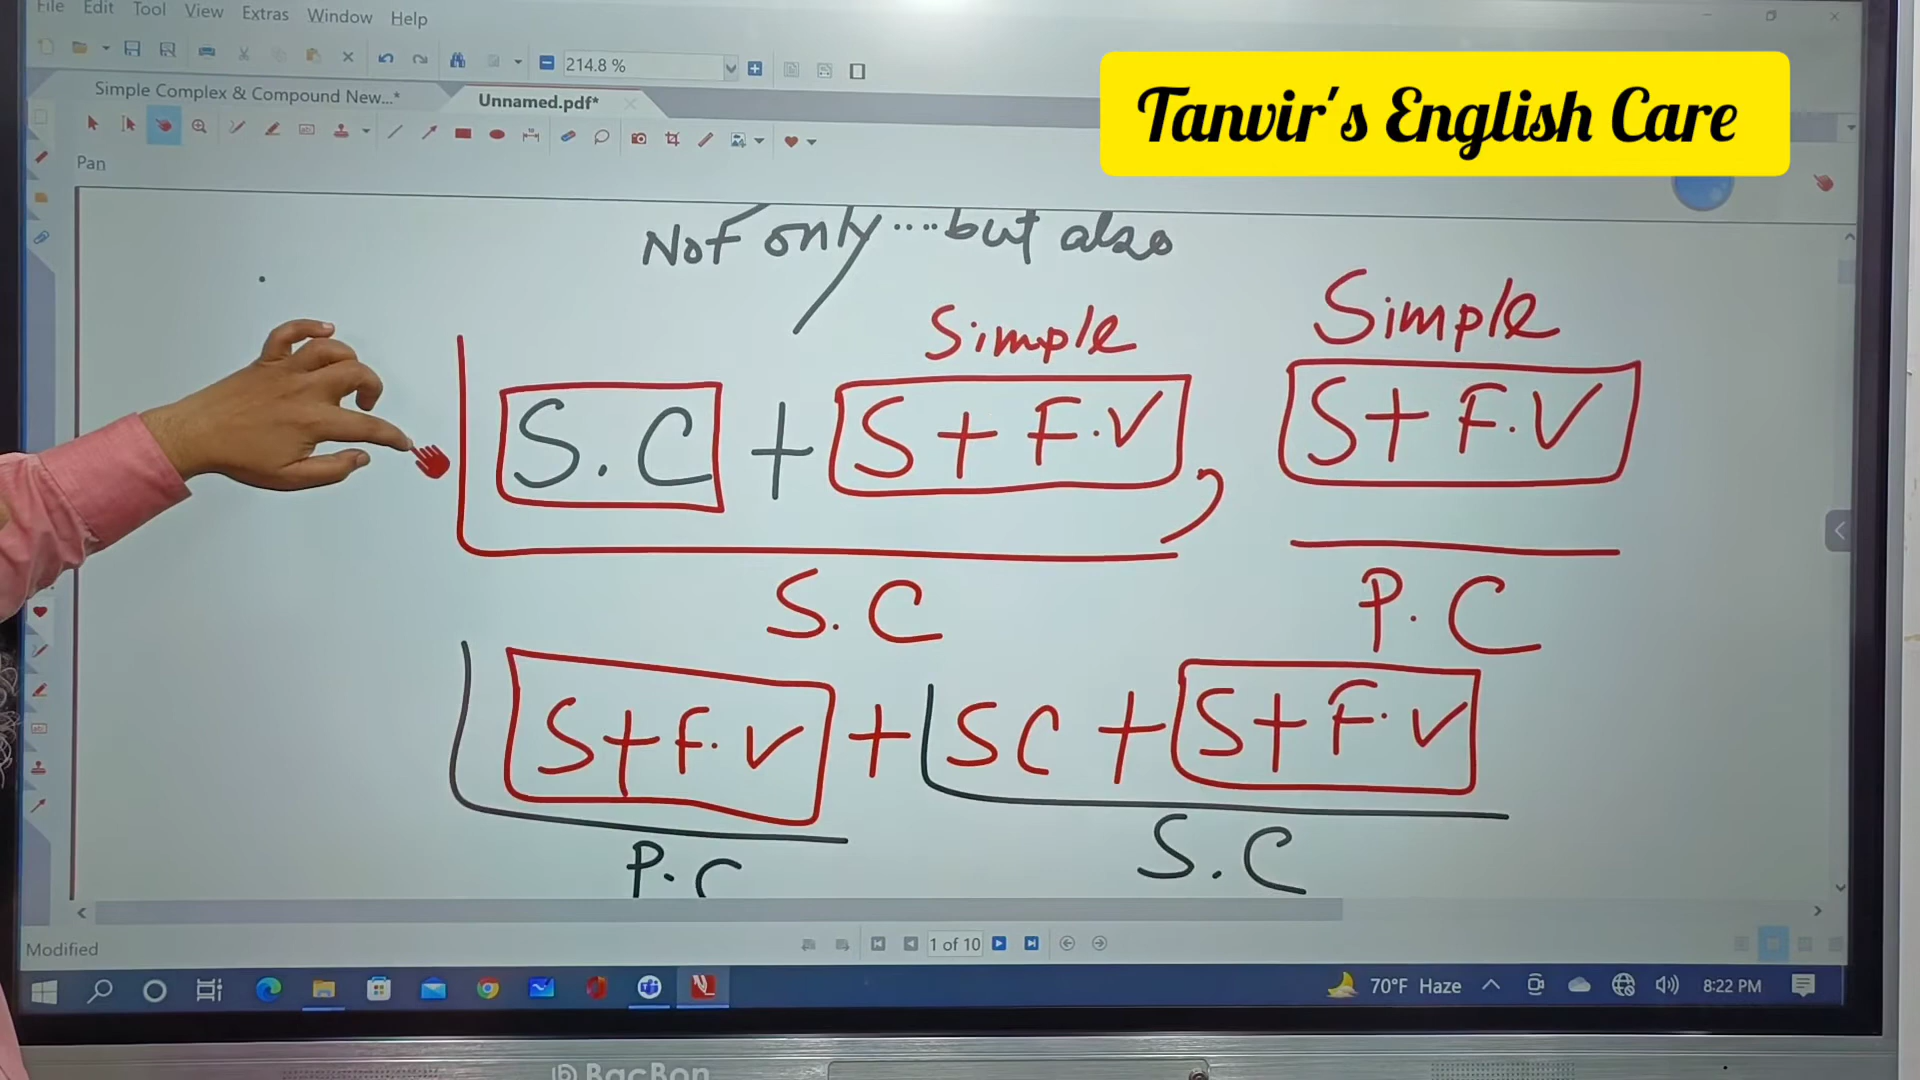 File Edit Tool View Extras Window Help
214.8 %
Simple Complex & Compound New...*
Unnamed.pdf*
Tanvir's English Care
Pan
Not only....but also
Simple
Simple
S.C + S + F.V , S + F.V
S.C
P.C
S + F.V + SC + S + F.V
P.C
S.C
Modified
1 of 10
70°F Haze
8:22 PM
BacBon